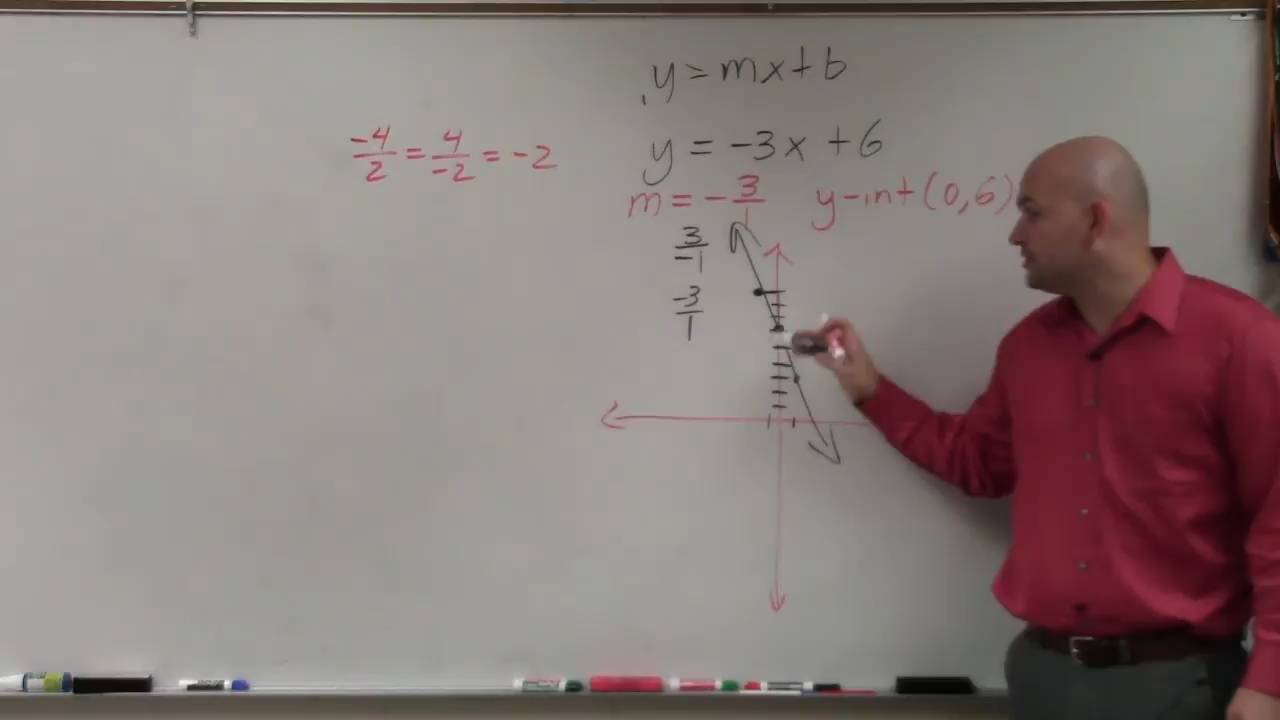 y = mx + b
-4/2 = 4/-2 = -2
y = -3x + 6
m = -3/1 y-int (0,6)
3/-1
-3/1